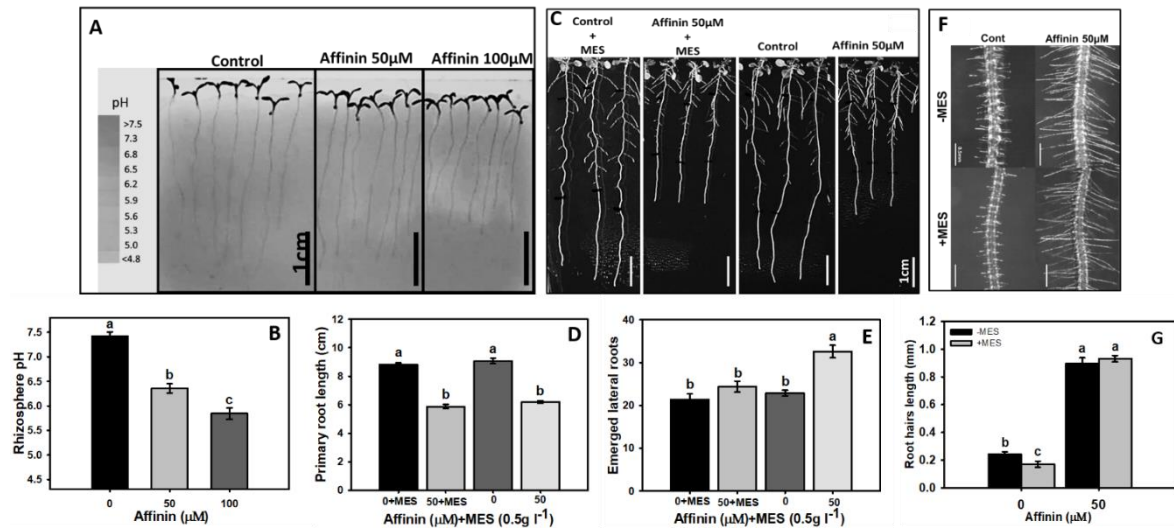 A
Control
Affinin 50µM
Affinin 100µM
pH
>7.5
7.3
6.8
6.5
6.2
5.9
5.6
5.3
5.0
<4.8
1cm
C
Control
+
MES
Affinin 50µM
+
MES
Control
Affinin 50µM
1cm
F
Cont
Affinin 50µM
-MES
+MES
B
Rhizosphere pH
7.5
7.0
6.5
6.0
5.5
5.0
4.5
a
b
c
0
50
100
Affinin (µM)
D
Primary root length (cm)
12
10
8
6
4
2
0
a
b
a
b
0+MES
50+MES
0
50
Affinin (µM)+MES (0.5g l⁻¹)
E
Emerged lateral roots
40
30
20
10
0
b
b
b
a
0+MES
50+MES
0
50
Affinin (µM)+MES (0.5g l⁻¹)
G
Root hairs length (mm)
1.2
1.0
0.8
0.6
0.4
0.2
0.0
-MES
+MES
b
c
a
a
0
50
Affinin (µM)